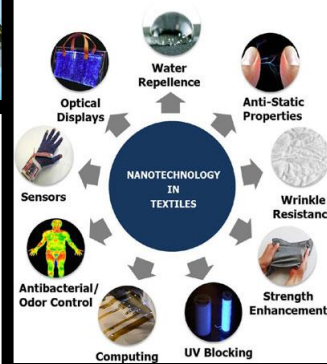 Water
Repellence
Optical
Displays
Anti-Static
Properties
NANOTECHNOLOGY
IN
TEXTILES
Sensors
Wrinkle
Resistance
Antibacterial/
Odor Control
Strength
Enhancement
Computing
UV Blocking